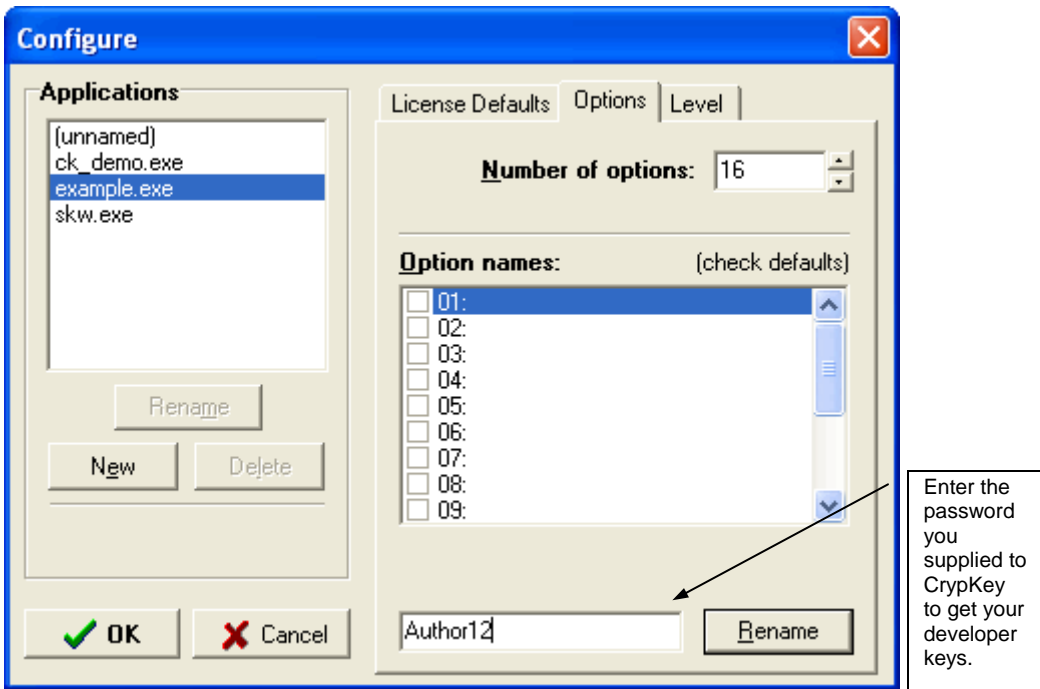 Configure
Applications
(unnamed)
ck_demo.exe
example.exe
skw.exe
Rename
New
Delete
OK
Cancel
License Defaults
Options
Level
Number of options:
16
Option names:
(check defaults)
01:
02:
03:
04:
05:
06:
07:
08:
09:
Author12
Rename
Enter the
password
you
supplied to
CrypKey
to get your
developer
keys.